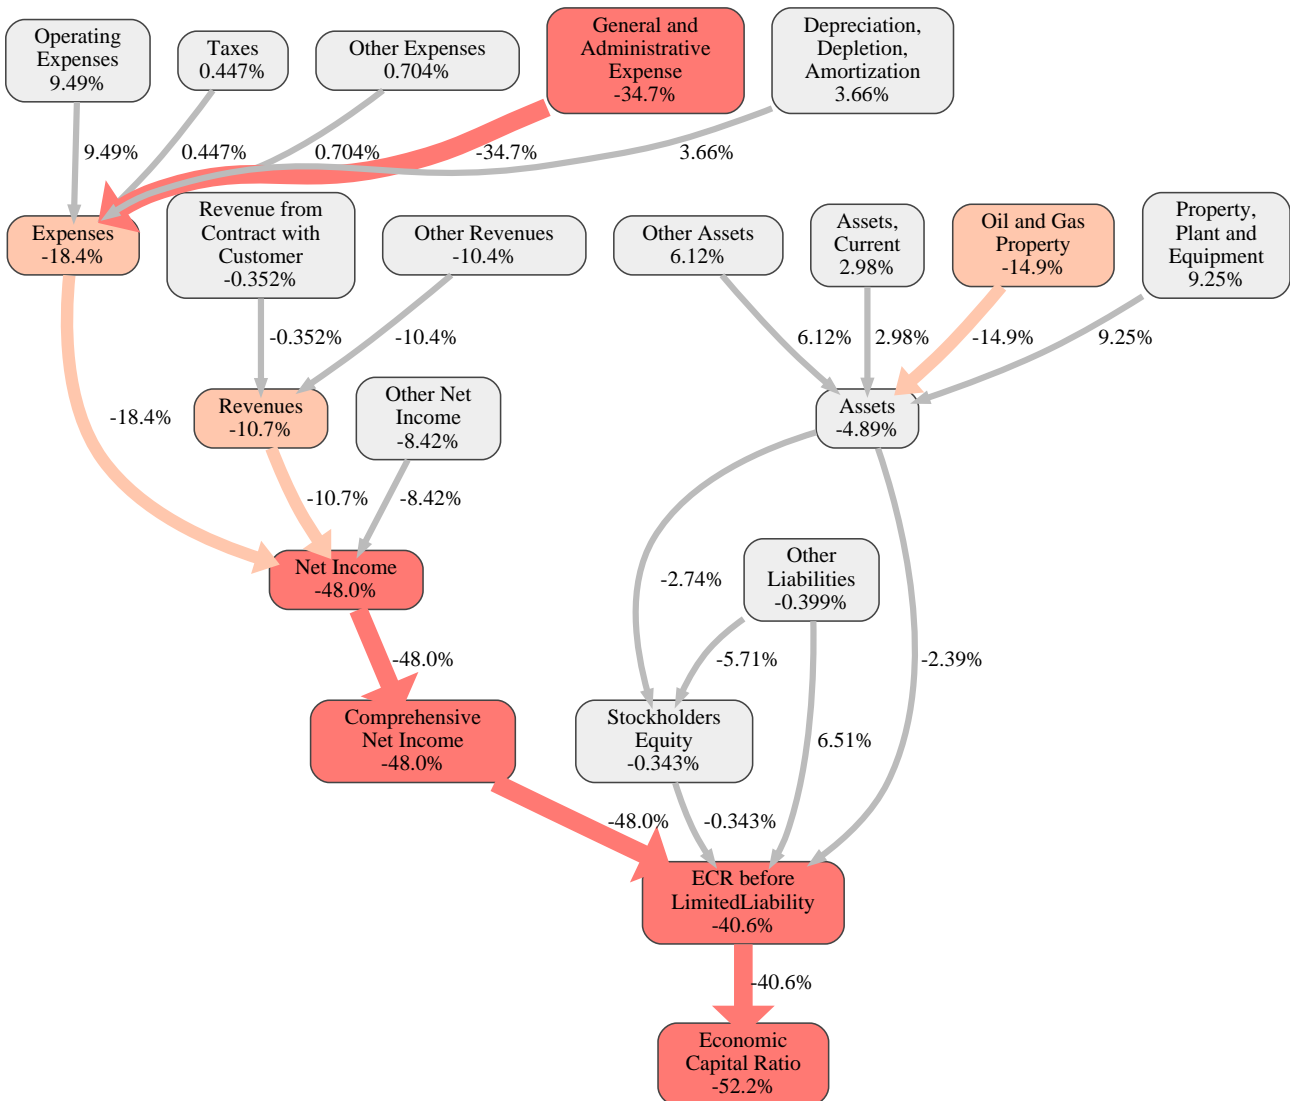 Operating
Expenses
9.49%
Taxes
0.447%
Other Expenses
0.704%
General and
Administrative
Expense
-34.7%
Depreciation,
Depletion,
Amortization
3.66%
9.49%
0.447%
0.704%
-34.7%
3.66%
Expenses
-18.4%
Revenue from
Contract with
Customer
-0.352%
Other Revenues
-10.4%
Other Assets
6.12%
Assets,
Current
2.98%
Oil and Gas
Property
-14.9%
Property,
Plant and
Equipment
9.25%
-0.352%
-10.4%
6.12%
2.98%
-14.9%
9.25%
-18.4%
Revenues
-10.7%
Other Net
Income
-8.42%
Assets
-4.89%
-10.7%
-8.42%
Net Income
-48.0%
-2.74%
Other
Liabilities
-0.399%
-48.0%
-5.71%
-2.39%
Comprehensive
Net Income
-48.0%
Stockholders
Equity
-0.343%
6.51%
-48.0%
-0.343%
ECR before
LimitedLiability
-40.6%
-40.6%
Economic
Capital Ratio
-52.2%